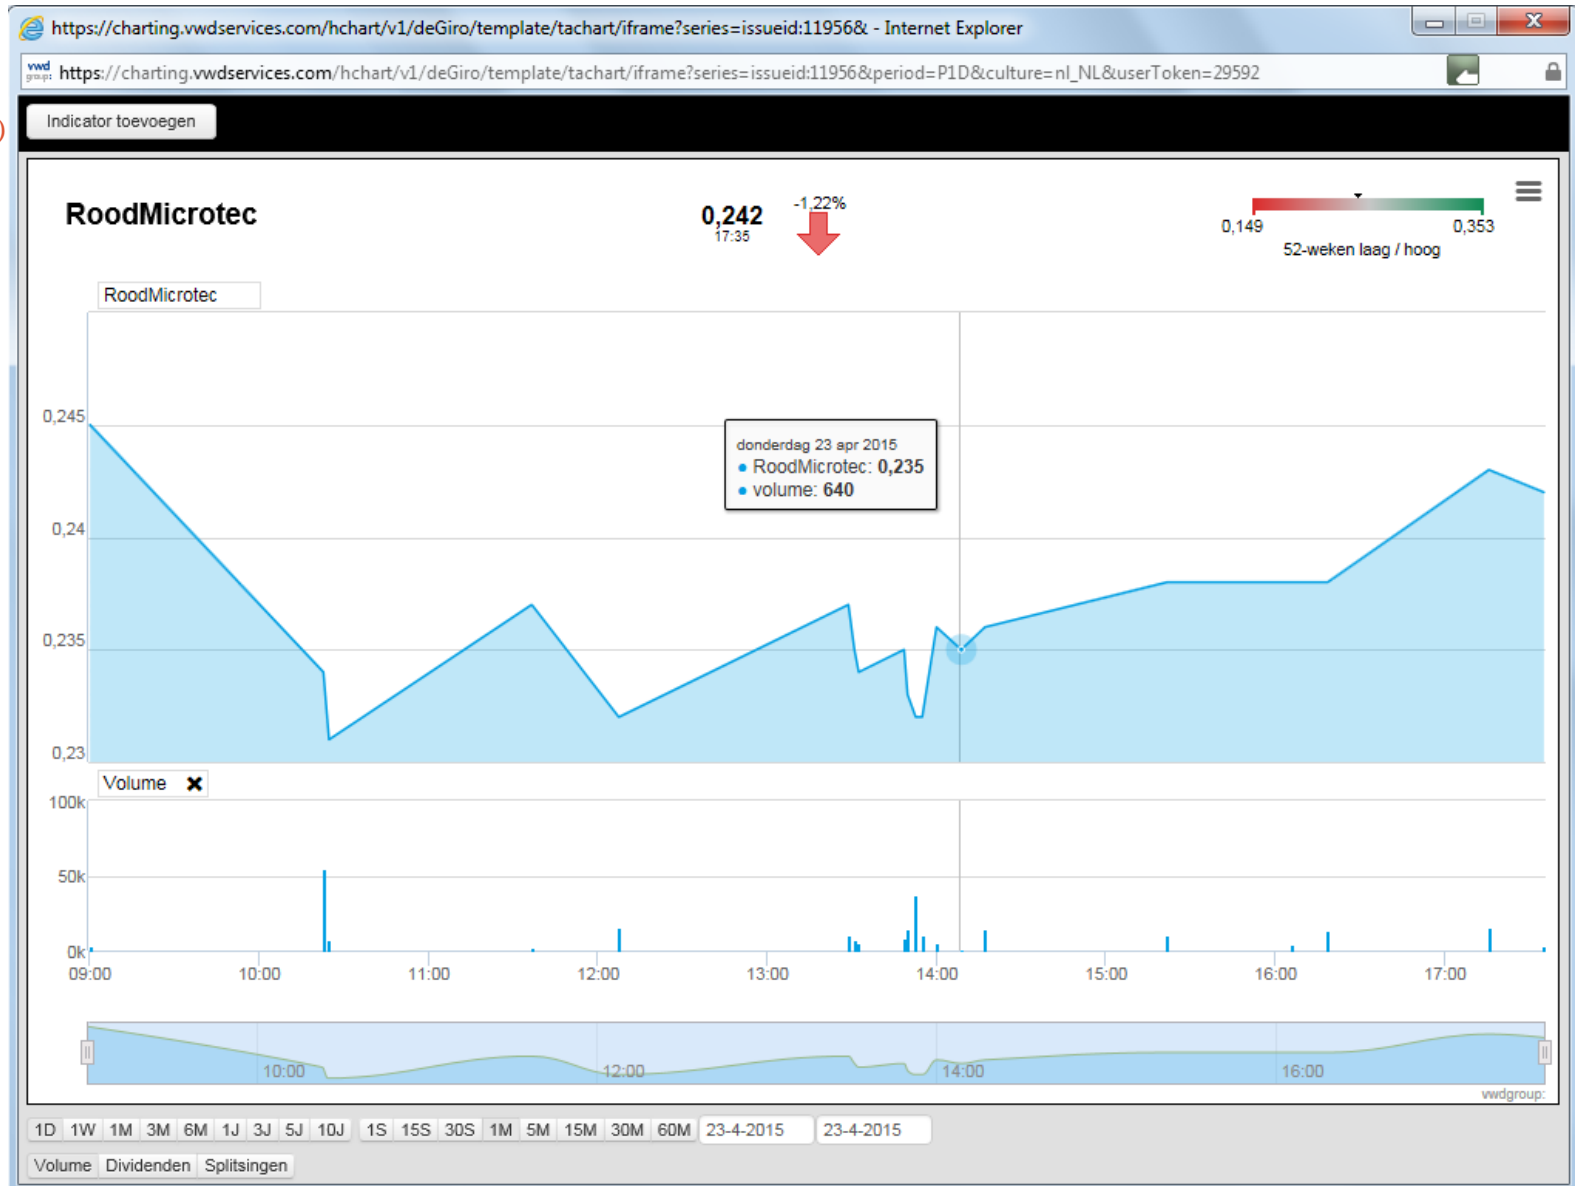 https://charting.vwdservices.com/hchart/v1/deGiro/template/tachart/iframe?series=issueid:11956& - Internet Explorer
vwd group: https://charting.vwdservices.com/hchart/v1/deGiro/template/tachart/iframe?series=issueid:11956&period=P1D&culture=nl_NL&userToken=29592
)
Indicator toevoegen
RoodMicrotec
0,242
17:35
-1,22%
0,149
0,353
52-weken laag / hoog
RoodMicrotec
0,245
0,24
0,235
0,23
donderdag 23 apr 2015
• RoodMicrotec: 0,235
• volume: 640
Volume ✖
100k
50k
0k
09:00 10:00 11:00 12:00 13:00 14:00 15:00 16:00 17:00
10:00 12:00 14:00 16:00
vwdgroup:
1D 1W 1M 3M 6M 1J 3J 5J 10J 1S 15S 30S 1M 5M 15M 30M 60M 23-4-2015 23-4-2015
Volume Dividenden Splitsingen